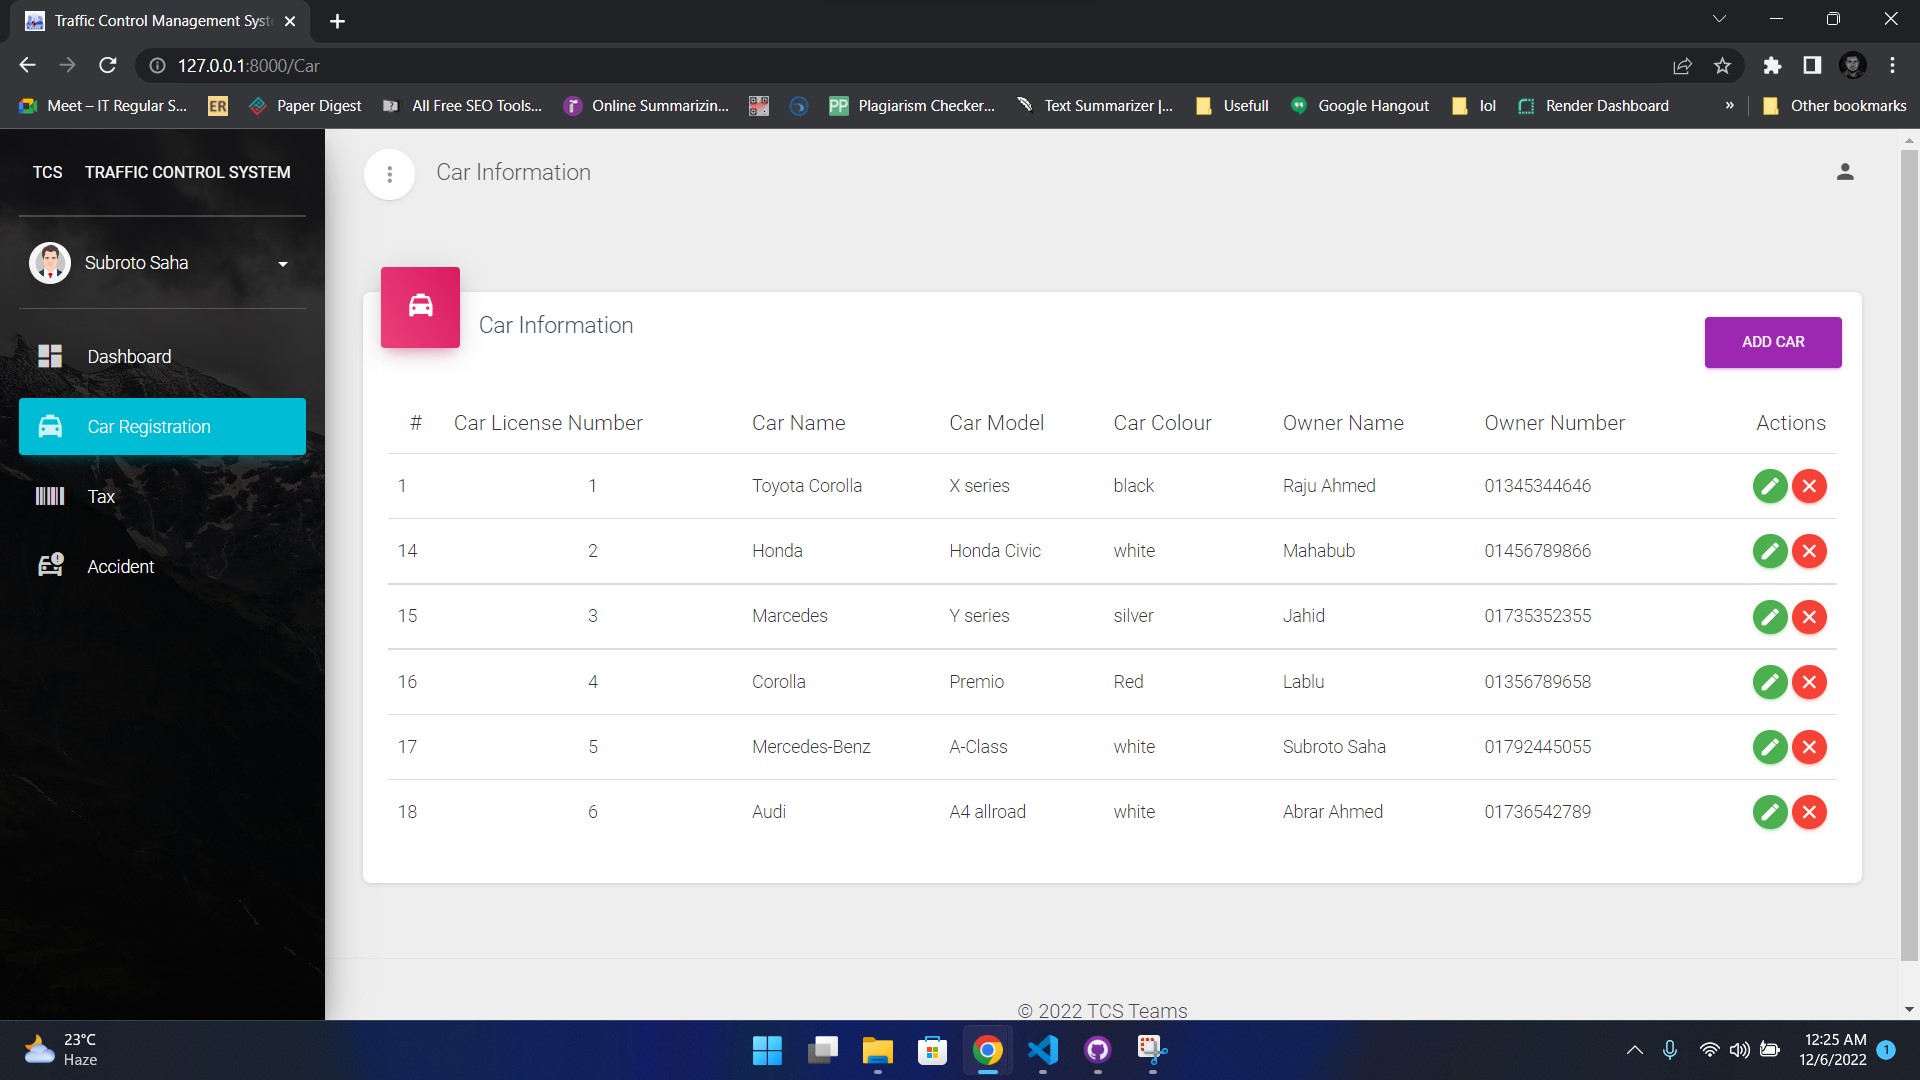 Traffic Control Management Syst
127.0.0.1:8000/Car
Meet – IT Regular S... ER Paper Digest All Free SEO Tools... Online Summarizin... PP Plagiarism Checker... Text Summarizer |... Usefull Google Hangout lol Render Dashboard » Other bookmarks
TCS TRAFFIC CONTROL SYSTEM
Subroto Saha
Dashboard
Car Registration
Tax
Accident
Car Information
Car Information
ADD CAR
# Car License Number Car Name Car Model Car Colour Owner Name Owner Number Actions
1 1 Toyota Corolla X series black Raju Ahmed 01345344646
14 2 Honda Honda Civic white Mahabub 01456789866
15 3 Marcedes Y series silver Jahid 01735352355
16 4 Corolla Premio Red Lablu 01356789658
17 5 Mercedes-Benz A-Class white Subroto Saha 01792445055
18 6 Audi A4 allroad white Abrar Ahmed 01736542789
© 2022 TCS Teams
23°C
Haze
12:25 AM
12/6/2022
1